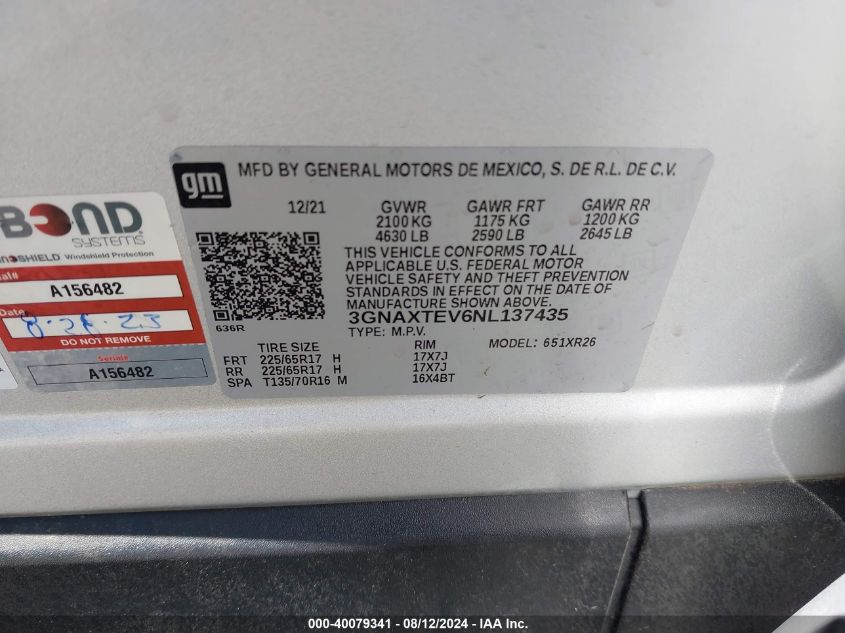 gm
MFD BY GENERAL MOTORS DE MEXICO, S. DE R.L. DE C.V.
12/21 GVWR GAWR FRT GAWR RR
2100 KG 1175 KG 1200 KG
4630 LB 2590 LB 2645 LB
THIS VEHICLE CONFORMS TO ALL
APPLICABLE U.S. FEDERAL MOTOR
VEHICLE SAFETY AND THEFT PREVENTION
STANDARDS IN EFFECT ON THE DATE OF
MANUFACTURE SHOWN ABOVE.
3GNAXTEV6NL137435
636R
TYPE: M.P.V. MODEL: 651XR26
TIRE SIZE RIM
FRT 225/65R17 H 17X7J
RR 225/65R17 H 17X7J
SPA T135/70R16 M 16X4BT
BOND
SYSTEMS
Windshield Protection
A156482
Date:
DO NOT REMOVE
Serial#
A156482
000-40079341 - 08/12/2024 - IAA Inc.